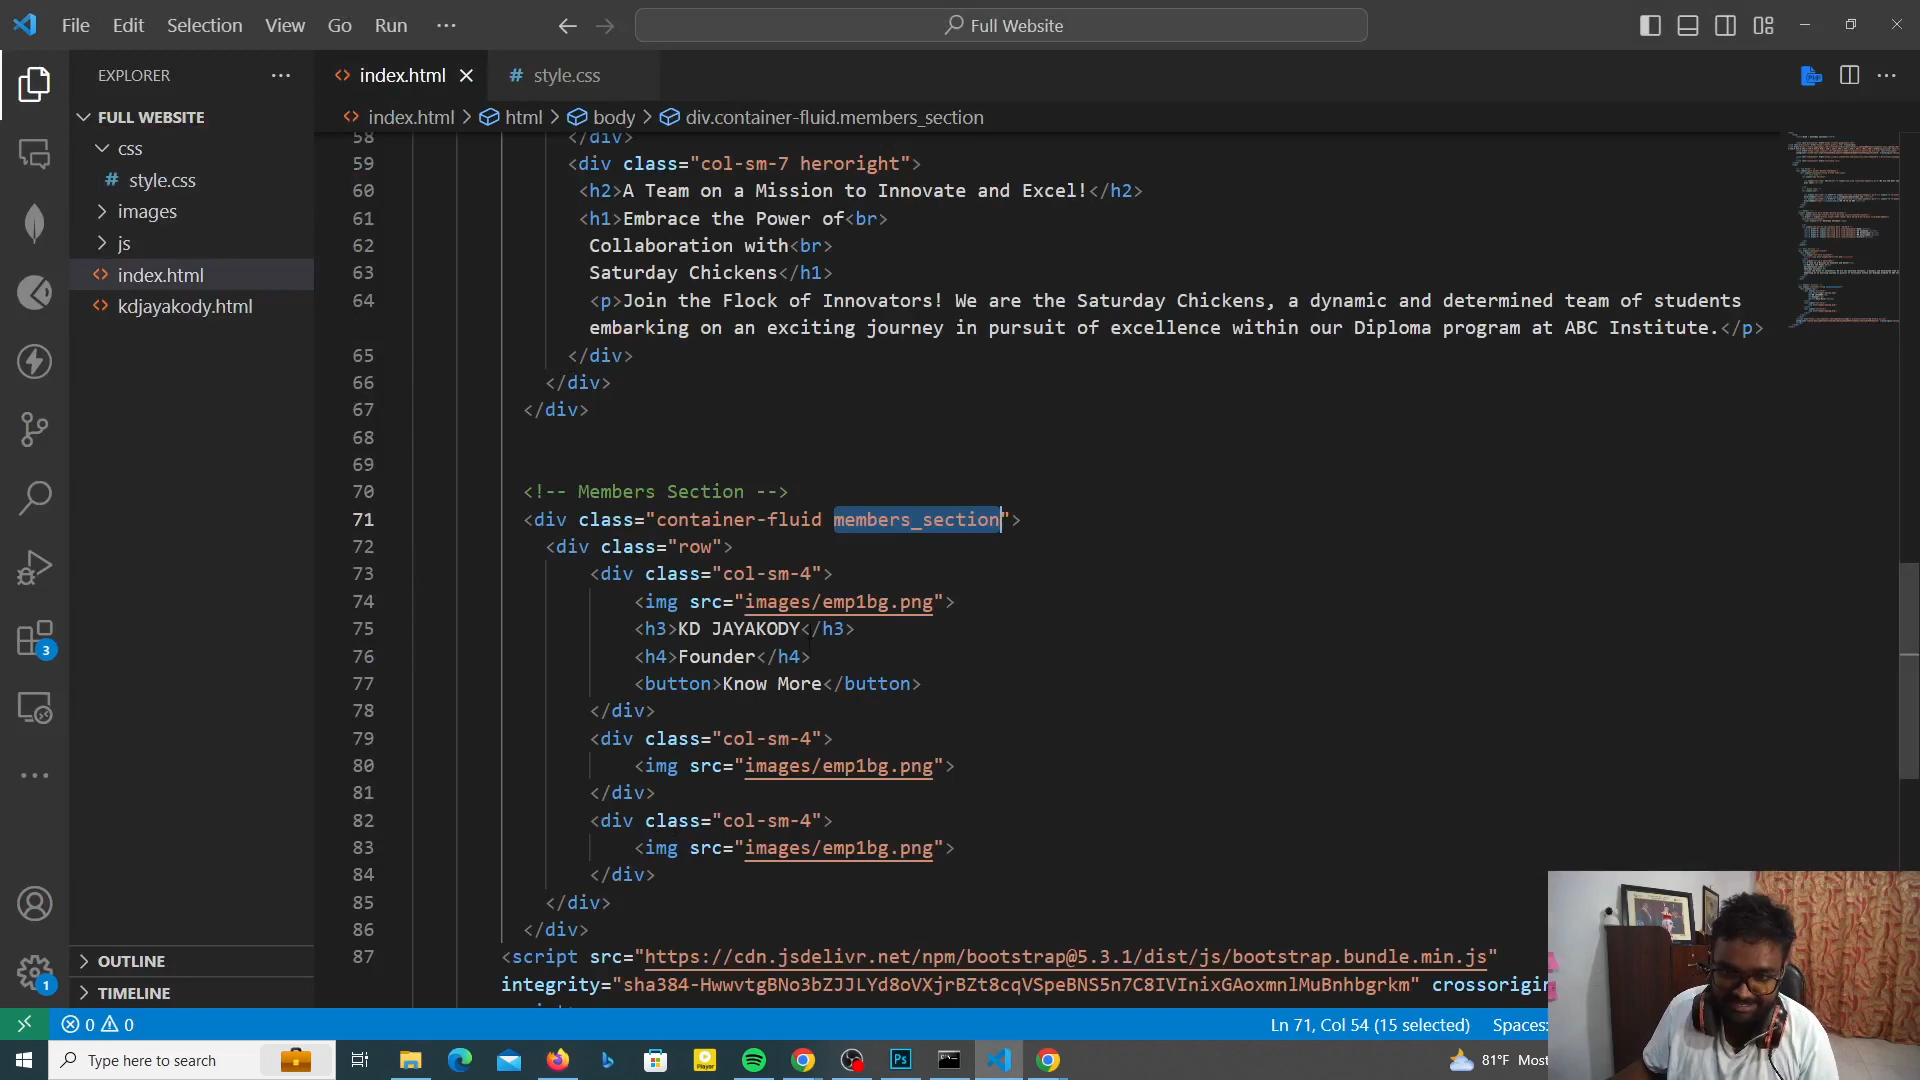 File Edit Selection View Go Run ··· Full Website
EXPLORER ···
FULL WEBSITE
css
# style.css
images
js
<> index.html
<> kdjayakody.html
OUTLINE
TIMELINE
<> index.html × # style.css ···
<> index.html > html > body > div.container-fluid.members_section
58 </div>
59 <div class="col-sm-7 heroright">
60 <h2>A Team on a Mission to Innovate and Excel!</h2>
61 <h1>Embrace the Power of<br>
62 Collaboration with<br>
63 Saturday Chickens</h1>
64 <p>Join the Flock of Innovators! We are the Saturday Chickens, a dynamic and determined team of students
embarking on an exciting journey in pursuit of excellence within our Diploma program at ABC Institute.</p>
65 </div>
66 </div>
67 </div>
68
69
70 <!-- Members Section -->
71 <div class="container-fluid members_section">
72 <div class="row">
73 <div class="col-sm-4">
74 <img src="images/emp1bg.png">
75 <h3>KD JAYAKODY</h3>
76 <h4>Founder</h4>
77 <button>Know More</button>
78 </div>
79 <div class="col-sm-4">
80 <img src="images/emp1bg.png">
81 </div>
82 <div class="col-sm-4">
83 <img src="images/emp1bg.png">
84 </div>
85 </div>
86 </div>
87 <script src="https://cdn.jsdelivr.net/npm/bootstrap@5.3.1/dist/js/bootstrap.bundle.min.js"
integrity="sha384-HwwvtgBNo3bZJJLYd8oVXjrBZt8cqVSpeBNS5n7C8IVInixGAoxmnlMuBnhbgrkm" crossorigin
3
1
0 0 Ln 71, Col 54 (15 selected) Spaces:
Type here to search Player Ps 81°F Most